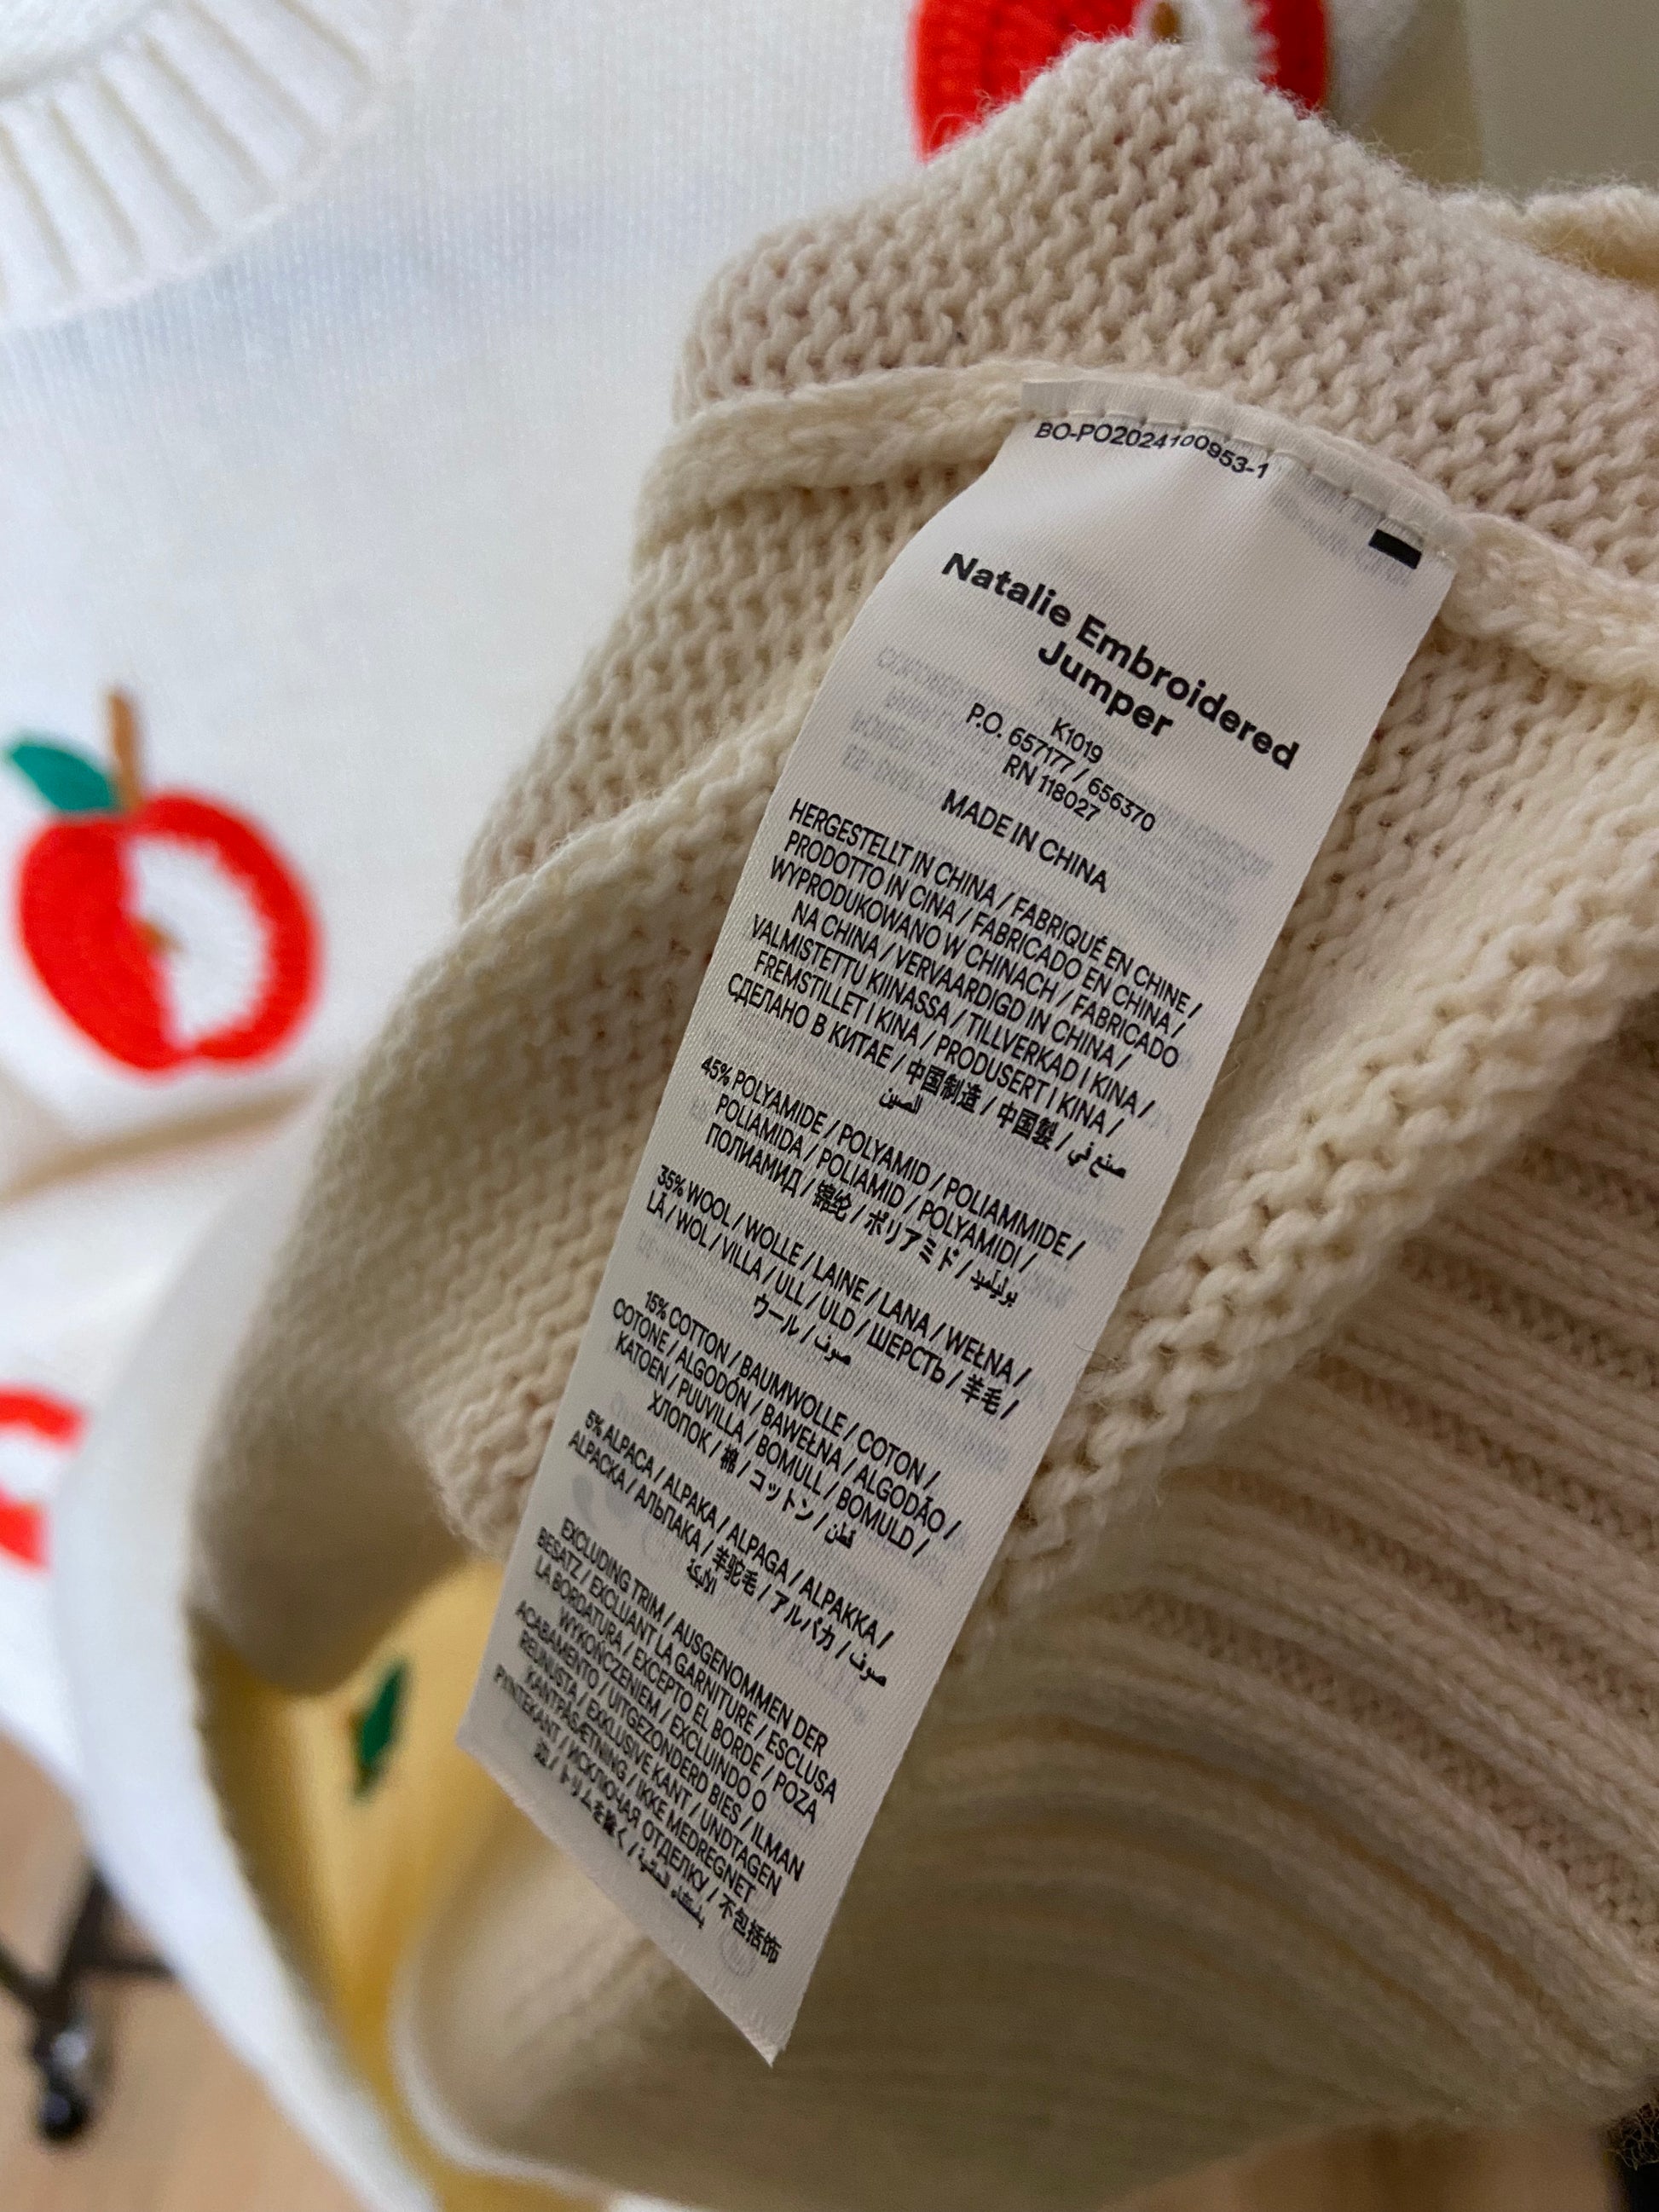 BO-PO2024100953-1
Natalie Embroidered
Jumper
K1019
P.O. 657177 / 656370
RN 118027
MADE IN CHINA
HERGESTELLT IN CHINA / FABRIQUÉ EN CHINE /
PRODOTTO IN CINA / FABRICADO EN CHINA /
WYPRODUKOWANO W CHINACH / FABRICADO
NA CHINA / VERVAARDIGD IN CHINA /
VALMISTETTU KIINASSA / TILLVERKAD I KINA /
FREMSTILLET I KINA / PRODUSERT I KINA /
СДЕЛАНО В КИТАЕ / 中国制造 / 中国製 / صنع في
الصين
45% POLYAMIDE / POLYAMID / POLIAMMIDE /
POLIAMIDA / POLIAMID / POLYAMIDI /
ПОЛИАМИД / 锦纶 / ポリアミド / بوليأميد
35% WOOL / WOLLE / LAINE / LANA / WEŁNA /
LÃ / WOL / VILLA / ULL / ULD / ШЕРСТЬ / 羊毛 /
ウール / صوف
15% COTTON / BAUMWOLLE / COTON /
COTONE / ALGODÓN / BAWEŁNA / ALGODÃO /
KATOEN / PUUVILLA / BOMULL / BOMULD /
ХЛОПОК / 棉 / コットン / قطن
5% ALPACA / ALPAKA / ALPAGA / ALPAKKA /
ALPACKA / АЛЬПАКА / 羊驼毛 / アルパカ / صوف
الألبكة
EXCLUDING TRIM / AUSGENOMMEN DER
BESATZ / EXCLUANT LA GARNITURE / ESCLUSA
LA BORDATURA / EXCEPTO EL BORDE / POZA
WYKOŃCZENIEM / EXCLUINDO O
ACABAMENTO / UITGEZONDERD BIES / ILMAN
REUNUSTA / EXKLUSIVE KANT / UNDTAGEN
KANTPÅSÆTNING / IKKE MEDREGNET
PYNTEKANT / ИСКЛЮЧАЯ ОТДЕЛКУ / 不包括饰
边 / トリムを除く /